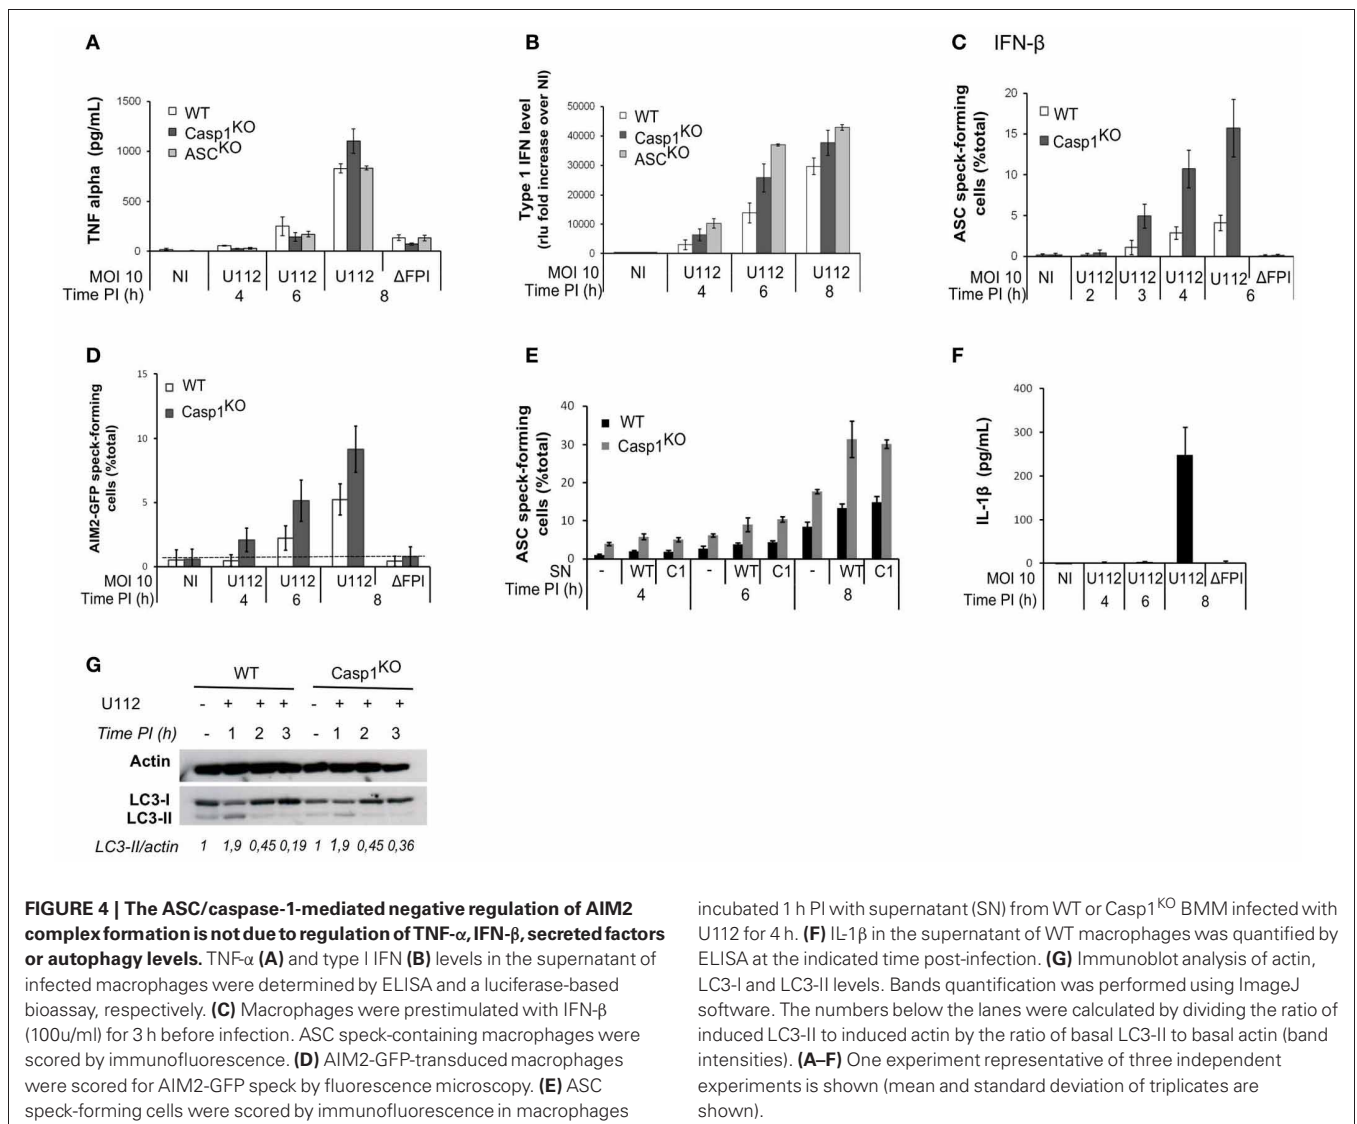 A
TNF alpha (pg/mL)
1500
1000
500
0
WT
Casp1KO
ASCKO
MOI 10 NI U112 U112 U112 ΔFPI
Time PI (h) 4 6 8
B
Type 1 IFN level
(rlu fold increase over NI)
50000
40000
30000
20000
10000
0
WT
Casp1KO
ASCKO
MOI 10 NI U112 U112 U112
Time PI (h) 4 6 8
C IFN-β
ASC speck-forming
cells (%total)
20
15
10
5
0
WT
Casp1KO
MOI 10 NI U112 U112 U112 U112 ΔFPI
Time PI (h) 2 3 4 6
D
AIM2-GFP speck-forming
cells (%total)
15
10
5
0
WT
Casp1KO
MOI 10 NI U112 U112 U112 ΔFPI
Time PI (h) 4 6 8
E
ASC speck-forming
cells (%total)
40
30
20
10
0
WT
Casp1KO
SN - WT C1 - WT C1 - WT C1
Time PI (h) 4 6 8
F
IL-1β (pg/mL)
400
300
200
100
0
MOI 10 NI U112 U112 U112 ΔFPI
Time PI (h) 4 6 8
G
WT Casp1KO
U112 - + + + - + + +
Time PI (h) - 1 2 3 - 1 2 3
Actin
LC3-I
LC3-II
LC3-II/actin 1 1,9 0,45 0,19 1 1,9 0,45 0,36
FIGURE 4 | The ASC/caspase-1-mediated negative regulation of AIM2
complex formation is not due to regulation of TNF-α, IFN-β, secreted factors
or autophagy levels. TNF-α (A) and type I IFN (B) levels in the supernatant of
infected macrophages were determined by ELISA and a luciferase-based
bioassay, respectively. (C) Macrophages were prestimulated with IFN-β
(100u/ml) for 3 h before infection. ASC speck-containing macrophages were
scored by immunofluorescence. (D) AIM2-GFP-transduced macrophages
were scored for AIM2-GFP speck by fluorescence microscopy. (E) ASC
speck-forming cells were scored by immunofluorescence in macrophages
incubated 1 h PI with supernatant (SN) from WT or Casp1KO BMM infected with
U112 for 4 h. (F) IL-1β in the supernatant of WT macrophages was quantified by
ELISA at the indicated time post-infection. (G) Immunoblot analysis of actin,
LC3-I and LC3-II levels. Bands quantification was performed using ImageJ
software. The numbers below the lanes were calculated by dividing the ratio of
induced LC3-II to induced actin by the ratio of basal LC3-II to basal actin (band
intensities). (A–F) One experiment representative of three independent
experiments is shown (mean and standard deviation of triplicates are
shown).